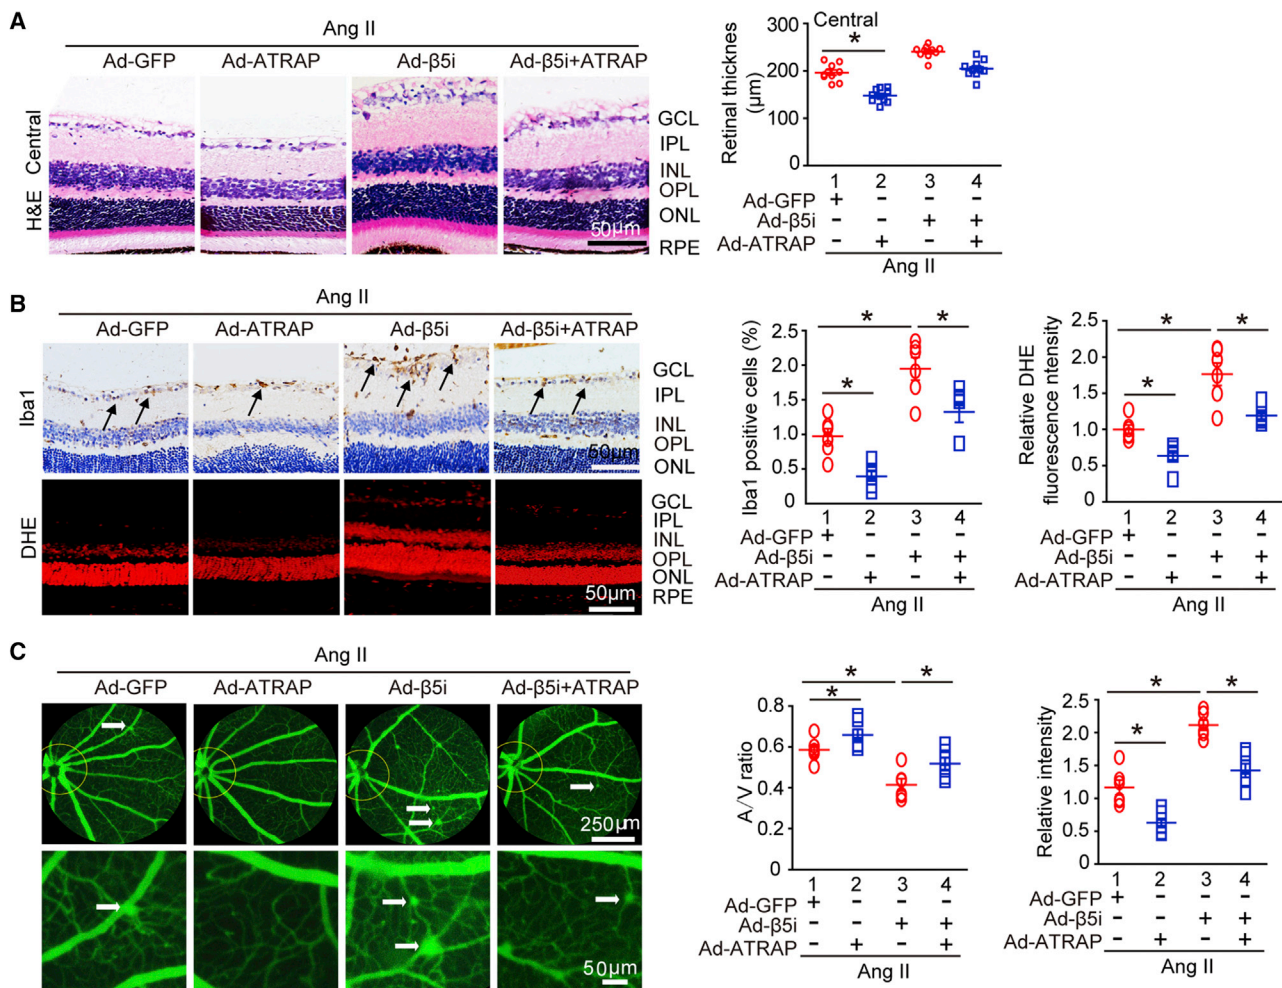 A
Ang II
Ad-GFP Ad-ATRAP Ad-β5i Ad-β5i+ATRAP
H&E Central
GCL
IPL
INL
OPL
ONL
RPE
50μm
Central
Retinal thicknes (μm)
300
200
100
0
1 2 3 4
Ad-GFP + − − −
Ad-β5i − − + +
Ad-ATRAP − + − +
Ang II
B
Ang II
Ad-GFP Ad-ATRAP Ad-β5i Ad-β5i+ATRAP
Iba1
GCL
IPL
INL
OPL
ONL
50μm
DHE
GCL
IPL
INL
OPL
ONL
RPE
50μm
Iba1 positive cells (%)
2.5
2.0
1.5
1.0
0.5
0
* * *
1 2 3 4
Ad-GFP + − − −
Ad-β5i − − + +
Ad-ATRAP − + − +
Ang II
Relative DHE
fluorescence ntensity
2.5
2.0
1.5
1.0
0.5
0
* * *
1 2 3 4
Ad-GFP + − − −
Ad-β5i − − + +
Ad-ATRAP − + − +
Ang II
C
Ang II
Ad-GFP Ad-ATRAP Ad-β5i Ad-β5i+ATRAP
250μm
50μm
A/V ratio
0.8
0.6
0.4
0.2
0
* * *
1 2 3 4
Ad-GFP + − − −
Ad-β5i − − + +
Ad-ATRAP − + − +
Ang II
Relative intensity
2.5
2.0
1.5
1.0
0.5
0
* * *
1 2 3 4
Ad-GFP + − − −
Ad-β5i − − + +
Ad-ATRAP − + − +
Ang II